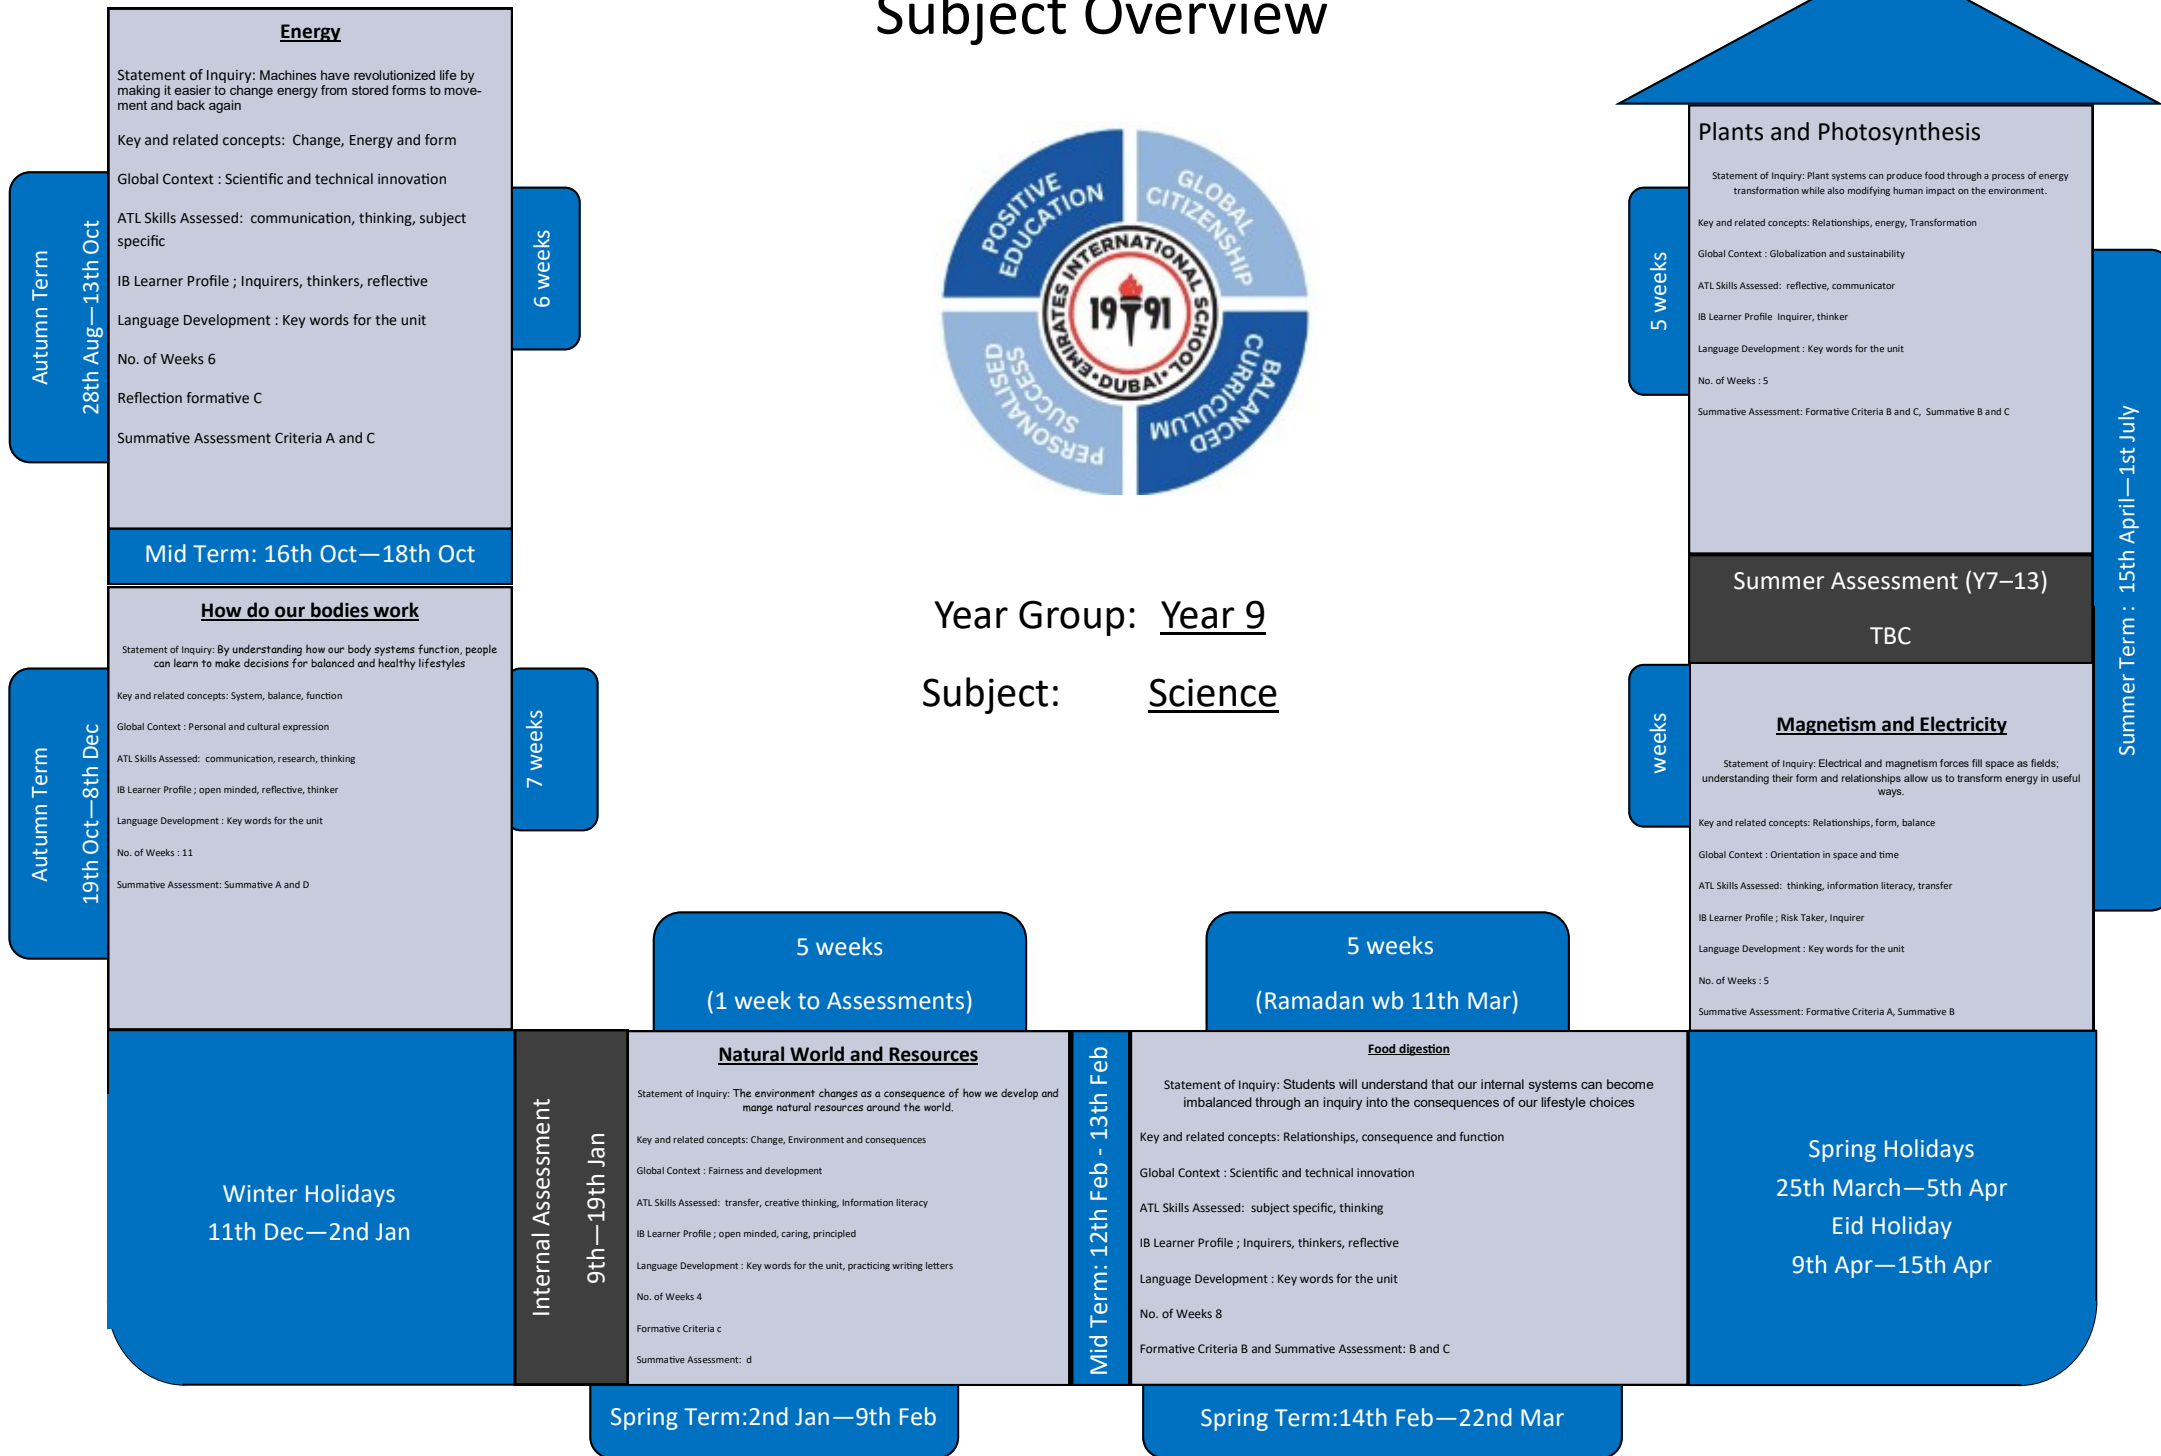 Subject Overview
Energy
Statement of Inquiry: Machines have revolutionized life by
making it easier to change energy from stored forms to move-
ment and back again
Key and related concepts:  Change, Energy and form
Global Context : Scientific and technical innovation
ATL Skills Assessed:  communication, thinking, subject
specific
IB Learner Profile ; Inquirers, thinkers, reflective
Language Development : Key words for the unit
No. of Weeks 6
Reflection formative C
Summative Assessment Criteria A and C
Autumn Term
28th Aug—13th Oct
6 weeks
Mid Term: 16th Oct—18th Oct
How do our bodies work
Statement of Inquiry: By understanding how our body systems function, people
can learn to make decisions for balanced and healthy lifestyles
Key and related concepts: System, balance, function
Global Context : Personal and cultural expression
ATL Skills Assessed:  communication, research, thinking
IB Learner Profile ; open minded, reflective, thinker
Language Development : Key words for the unit
No. of Weeks : 11
Summative Assessment: Summative A and D
Autumn Term
19th Oct—8th Dec
7 weeks
Winter Holidays
11th Dec—2nd Jan
Internal Assessment
9th—19th Jan
5 weeks
(1 week to Assessments)
Natural World and Resources
Statement of Inquiry: The environment changes as a consequence of how we develop and
mange natural resources around the world.
Key and related concepts: Change, Environment and consequences
Global Context : Fairness and development
ATL Skills Assessed:  transfer, creative thinking, Information literacy
IB Learner Profile ; open minded, caring, principled
Language Development : Key words for the unit, practicing writing letters
No. of Weeks 4
Formative Criteria c
Summative Assessment:  d
Spring Term:2nd Jan—9th Feb
Mid Term: 12th Feb - 13th Feb
5 weeks
(Ramadan wb 11th Mar)
Food digestion
Statement of Inquiry: Students will understand that our internal systems can become
imbalanced through an inquiry into the consequences of our lifestyle choices
Key and related concepts: Relationships, consequence and function
Global Context : Scientific and technical innovation
ATL Skills Assessed:  subject specific, thinking
IB Learner Profile ; Inquirers, thinkers, reflective
Language Development : Key words for the unit
No. of Weeks 8
Formative Criteria B and Summative Assessment: B and C
Spring Term:14th Feb—22nd Mar
Spring Holidays
25th March—5th Apr
Eid Holiday
9th Apr—15th Apr
Magnetism and Electricity
Statement of Inquiry: Electrical and magnetism forces fill space as fields;
understanding their form and relationships allow us to transform energy in useful
ways.
Key and related concepts: Relationships, form, balance
Global Context : Orientation in space and time
ATL Skills Assessed:  thinking, information literacy, transfer
IB Learner Profile ; Risk Taker, Inquirer
Language Development : Key words for the unit
No. of Weeks : 5
Summative Assessment: Formative Criteria A, Summative B
weeks
Summer Assessment (Y7–13)
TBC
Plants and Photosynthesis
Statement of Inquiry: Plant systems can produce food through a process of energy
transformation while also modifying human impact on the environment.
Key and related concepts: Relationships, energy, Transformation
Global Context : Globalization and sustainability
ATL Skills Assessed:  reflective, communicator
IB Learner Profile  Inquirer, thinker
Language Development : Key words for the unit
No. of Weeks : 5
Summative Assessment: Formative Criteria B and C,  Summative B and C
5 weeks
Summer Term :  15th April—1st July
POSITIVE
EDUCATION
GLOBAL
CITIZENSHIP
PERSONALISED
SUCCESS
BALANCED
CURRICULUM
EMIRATES INTERNATIONAL SCHOOL
•DUBAI•
19 91
Year Group:  Year 9
Subject:  Science